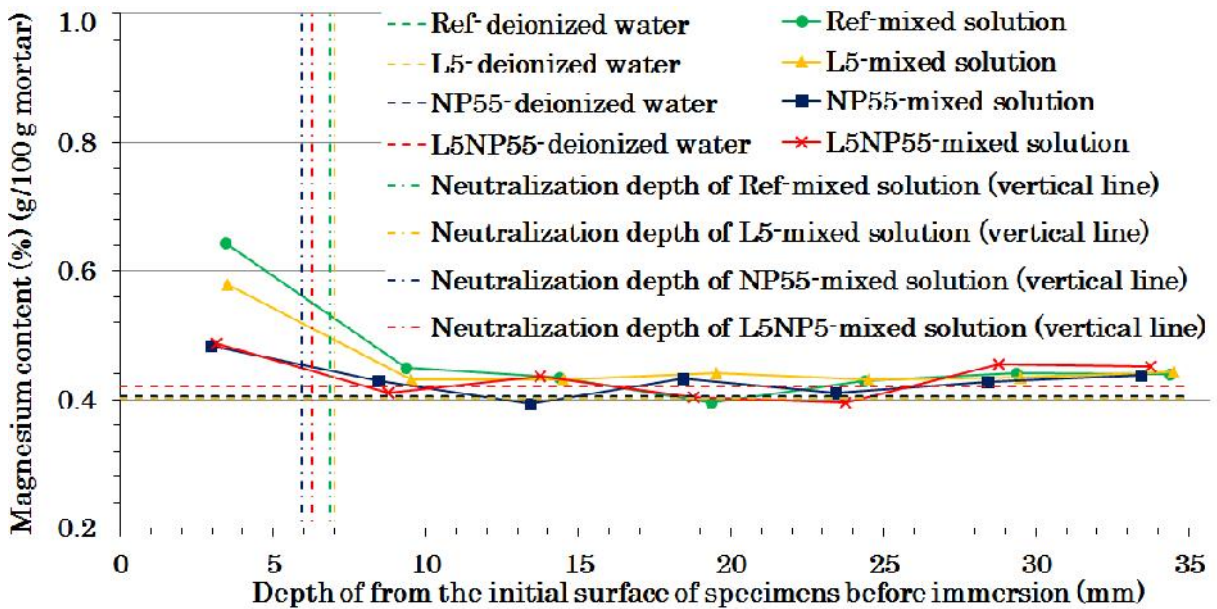 1.0
0.8
0.6
0.4
0.2
Magnesium content (%) (g/100 g mortar)
Ref- deionized water
L5- deionized water
NP55- deionized water
L5NP55- deionized water
Ref-mixed solution
L5-mixed solution
NP55-mixed solution
L5NP55-mixed solution
Neutralization depth of Ref-mixed solution (vertical line)
Neutralization depth of L5-mixed solution (vertical line)
Neutralization depth of NP55-mixed solution (vertical line)
Neutralization depth of L5NP5-mixed solution (vertical line)
0 5 10 15 20 25 30 35
Depth of from the initial surface of specimens before immersion (mm)